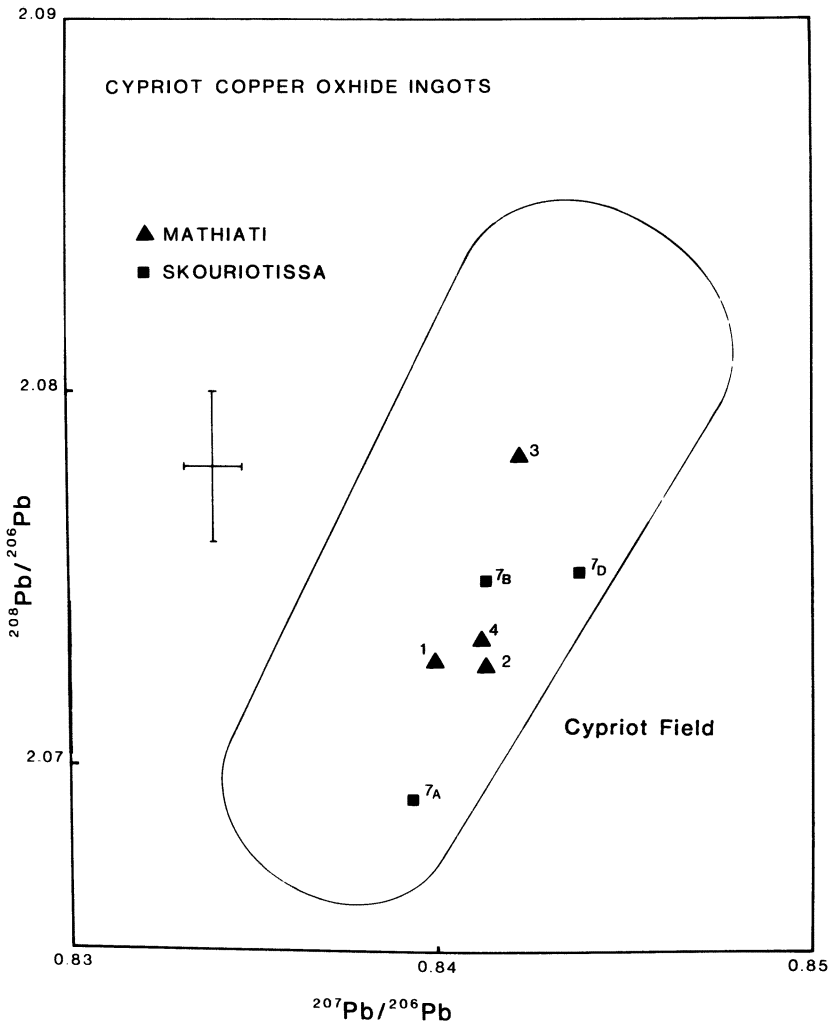 2.09
CYPRIOT COPPER OXHIDE INGOTS
▲ MATHIATI
■ SKOURIOTISSA
2.08
3
7B
7D
4
1
2
Cypriot Field
2.07
7A
208Pb/206Pb
0.83
0.84
0.85
207Pb/206Pb